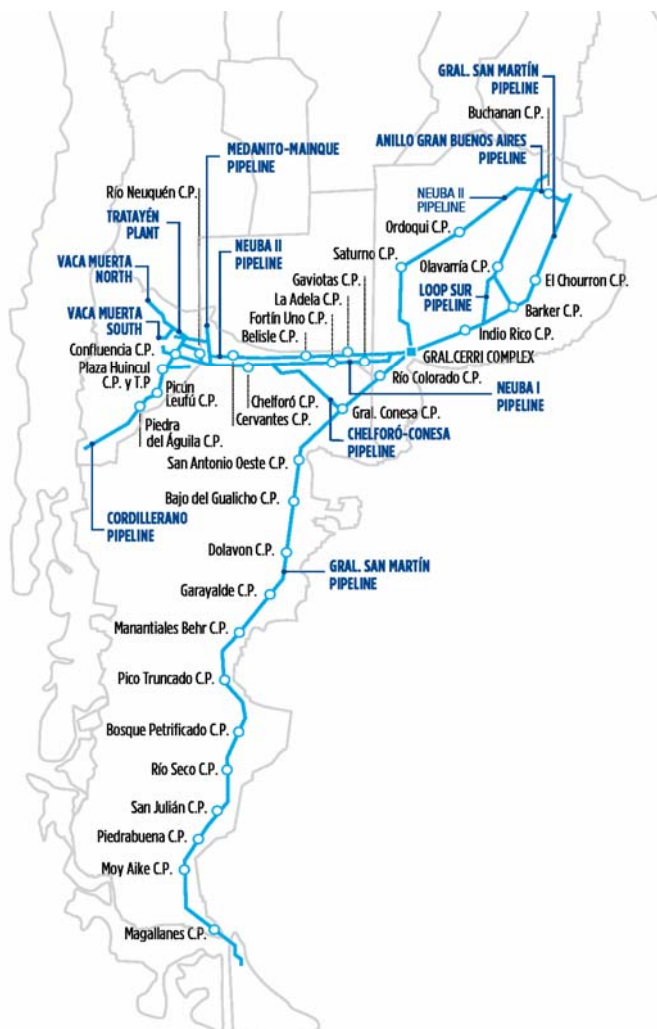 GRAL. SAN MARTÍN
PIPELINE
Buchanan C.P.
ANILLO GRAN BUENOS AIRES
PIPELINE
MEDANITO-MAINQUE
PIPELINE
Río Neuquén C.P.
NEUBA II
PIPELINE
TRATAYÉN
PLANT
Ordoqui C.P.
NEUBA II
PIPELINE
Saturno C.P.
VACA MUERTA
NORTH
Olavarría C.P.
Gaviotas C.P.
El Chourron C.P.
LOOP SUR
PIPELINE
La Adela C.P.
VACA MUERTA
SOUTH
Fortín Uno C.P.
Barker C.P.
Belisle C.P.
Indio Rico C.P.
Confluencia C.P.
GRAL.CERRI COMPLEX
Plaza Huincul
C.P. y T.P
Río Colorado C.P.
Picún
Leufú C.P.
NEUBA I
PIPELINE
Chelforó C.P.
Gral. Conesa C.P.
Cervantes C.P.
Piedra
del Águila C.P.
CHELFORÓ-CONESA
PIPELINE
San Antonio Oeste C.P.
Bajo del Gualicho C.P.
CORDILLERANO
PIPELINE
Dolavon C.P.
GRAL. SAN MARTÍN
PIPELINE
Garayalde C.P.
Manantiales Behr C.P.
Pico Truncado C.P.
Bosque Petrificado C.P.
Río Seco C.P.
San Julián C.P.
Piedrabuena C.P.
Moy Aike C.P.
Magallanes C.P.